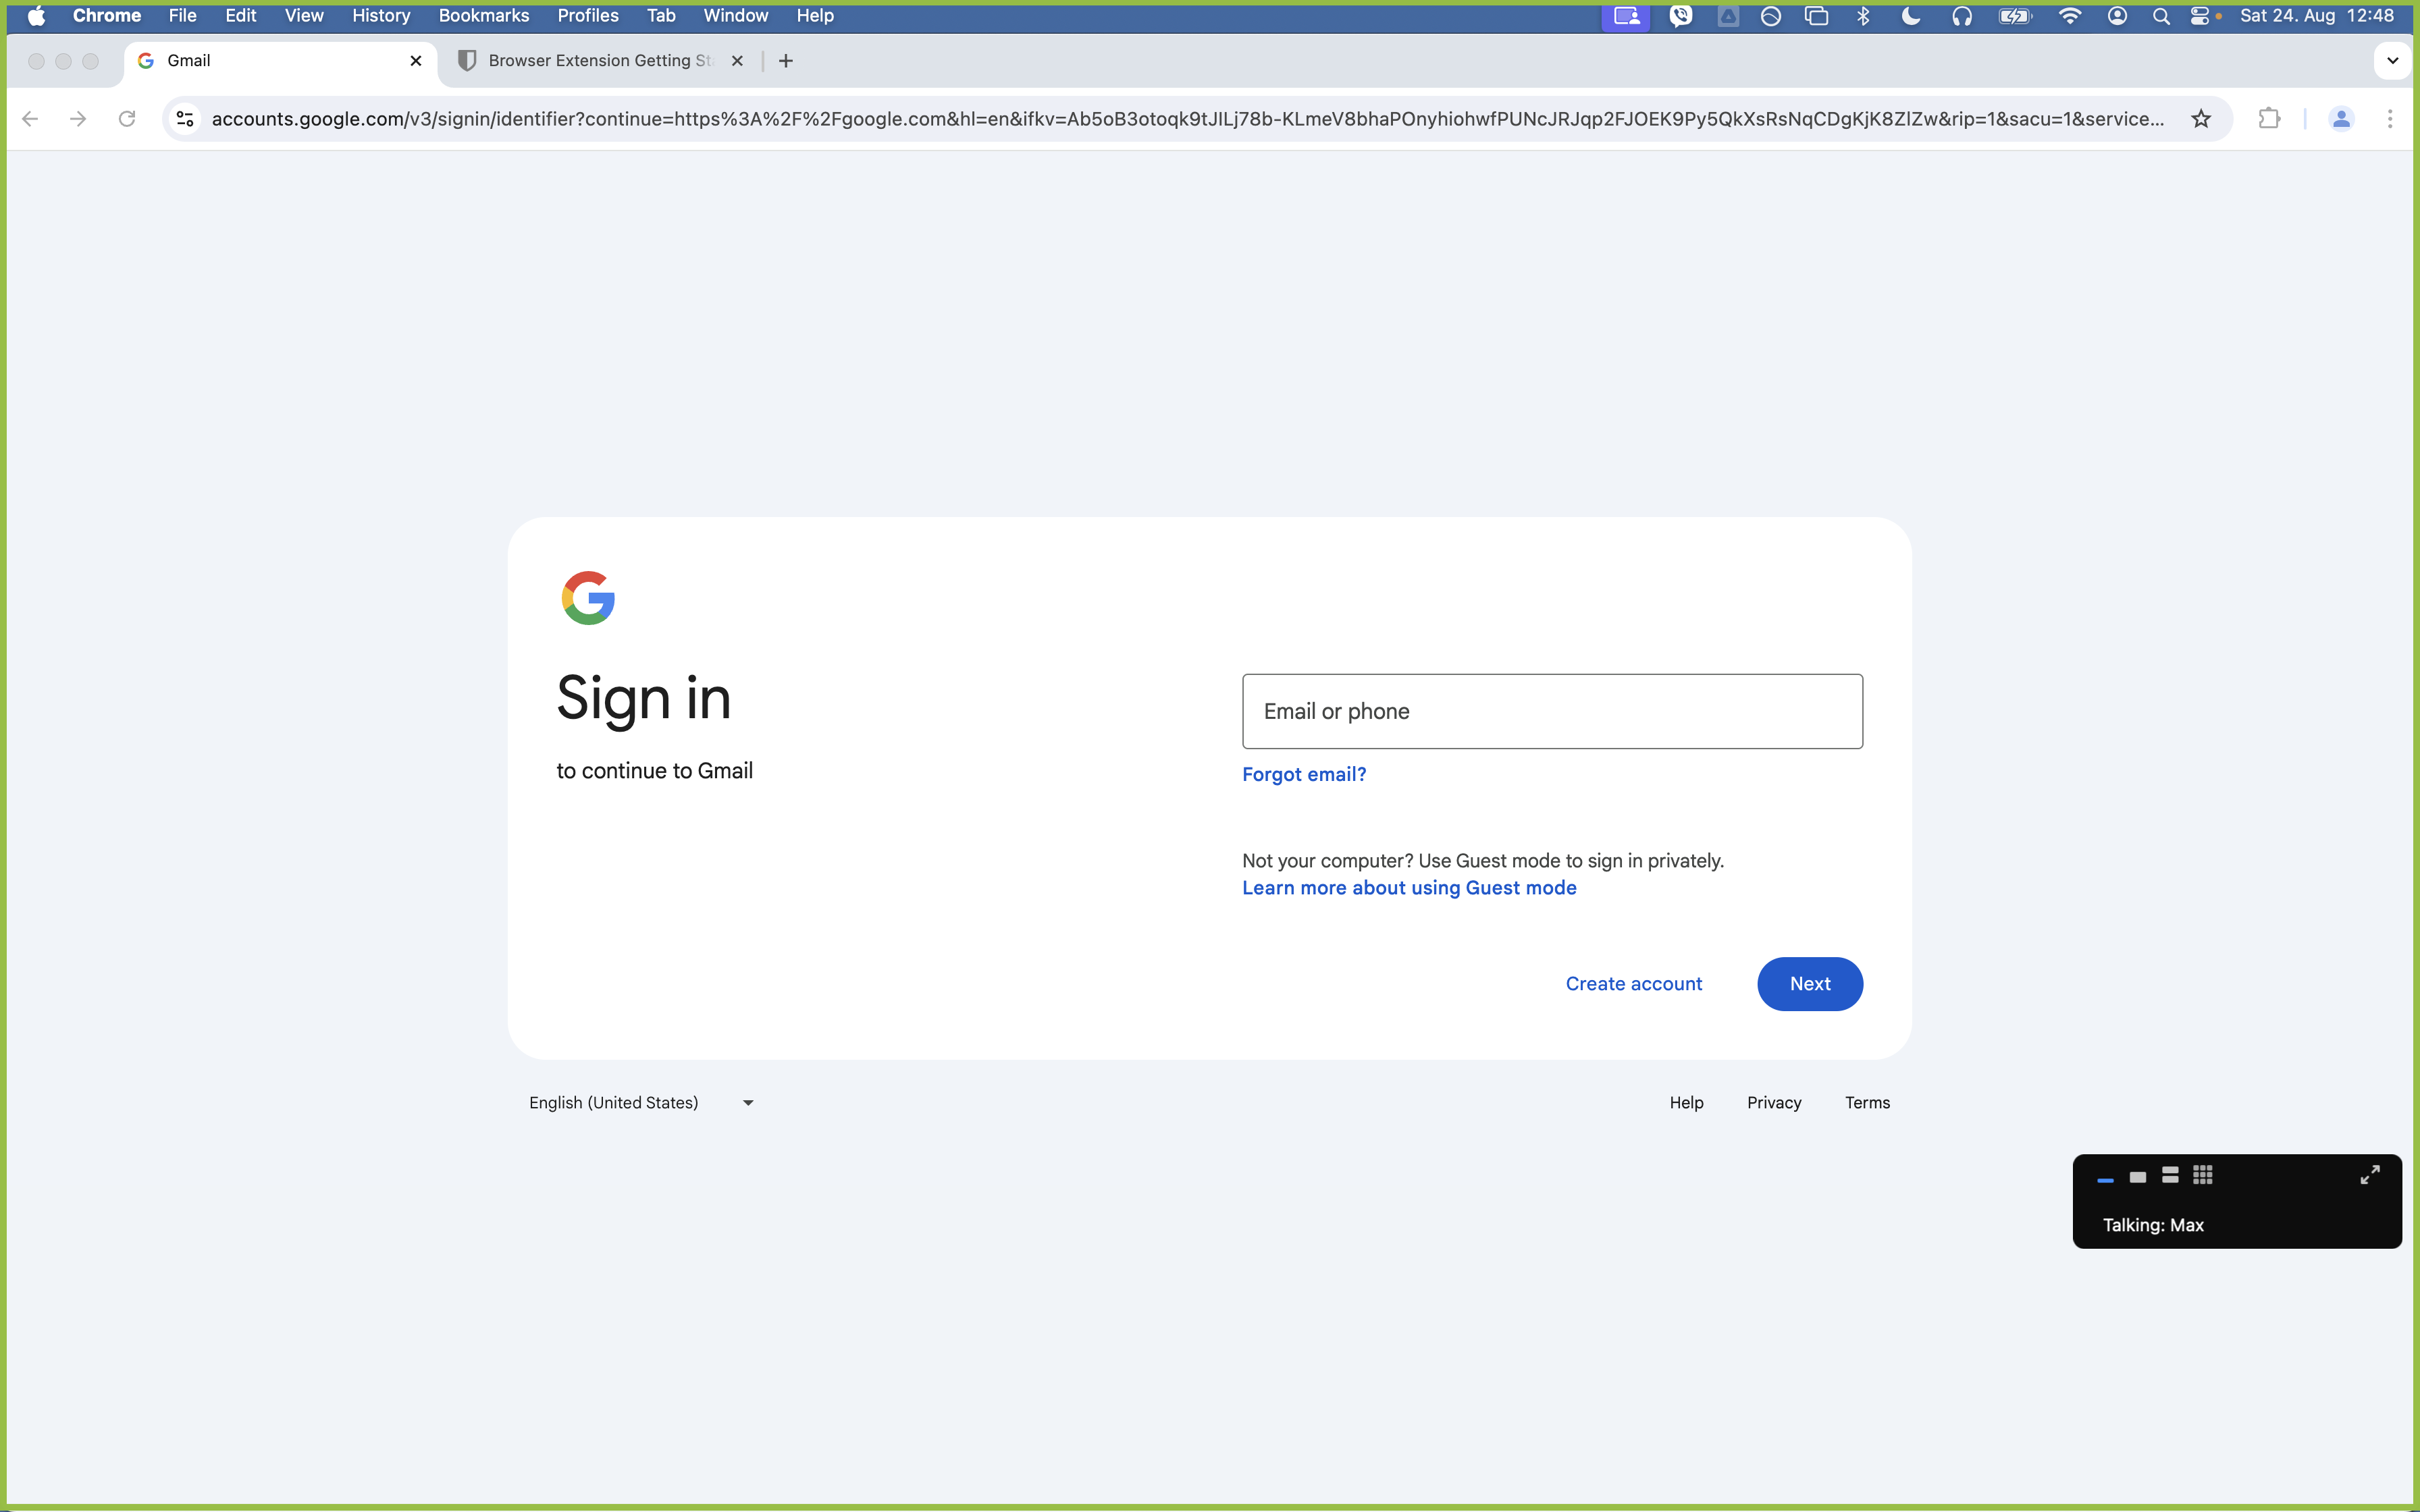 Chrome File Edit View History Bookmarks Profiles Tab Window Help Sat 24. Aug 12:48
Gmail Browser Extension Getting St
accounts.google.com/v3/signin/identifier?continue=https%3A%2F%2Fgoogle.com&hl=en&ifkv=Ab5oB3otoqk9tJILj78b-KLmeV8bhaPOnyhiohwfPUNcJRJqp2FJOEK9Py5QkXsRsNqCDgKjK8ZlZw&rip=1&sacu=1&service...
Sign in
to continue to Gmail
Email or phone
Forgot email?
Not your computer? Use Guest mode to sign in privately.
Learn more about using Guest mode
Create account Next
English (United States) Help Privacy Terms
Talking: Max